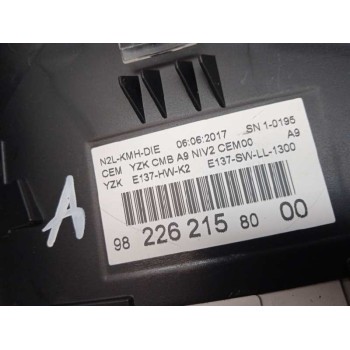 N2L-KMH-DIE 06:06:2017 SN 1-0195
CEM YZK CMB A9 NIV2 CEM00 A9
YZK E137-HW-K2 E137-SW-LL-1300
98 226 215 80 00
A